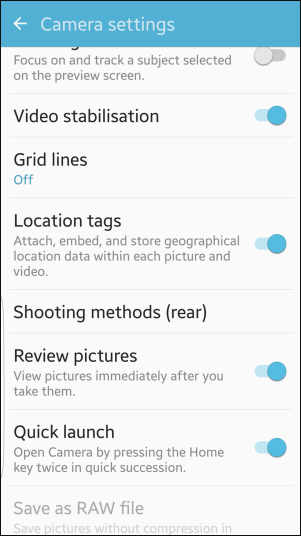 Camera settings
Focus on and track a subject selected
on the preview screen.
Video stabilisation
Grid lines
Off
Location tags
Attach, embed, and store geographical
location data within each picture and
video.
Shooting methods (rear)
Review pictures
View pictures immediately after you
take them.
Quick launch
Open Camera by pressing the Home
key twice in quick succession.
Save as RAW file
Save pictures without compression in